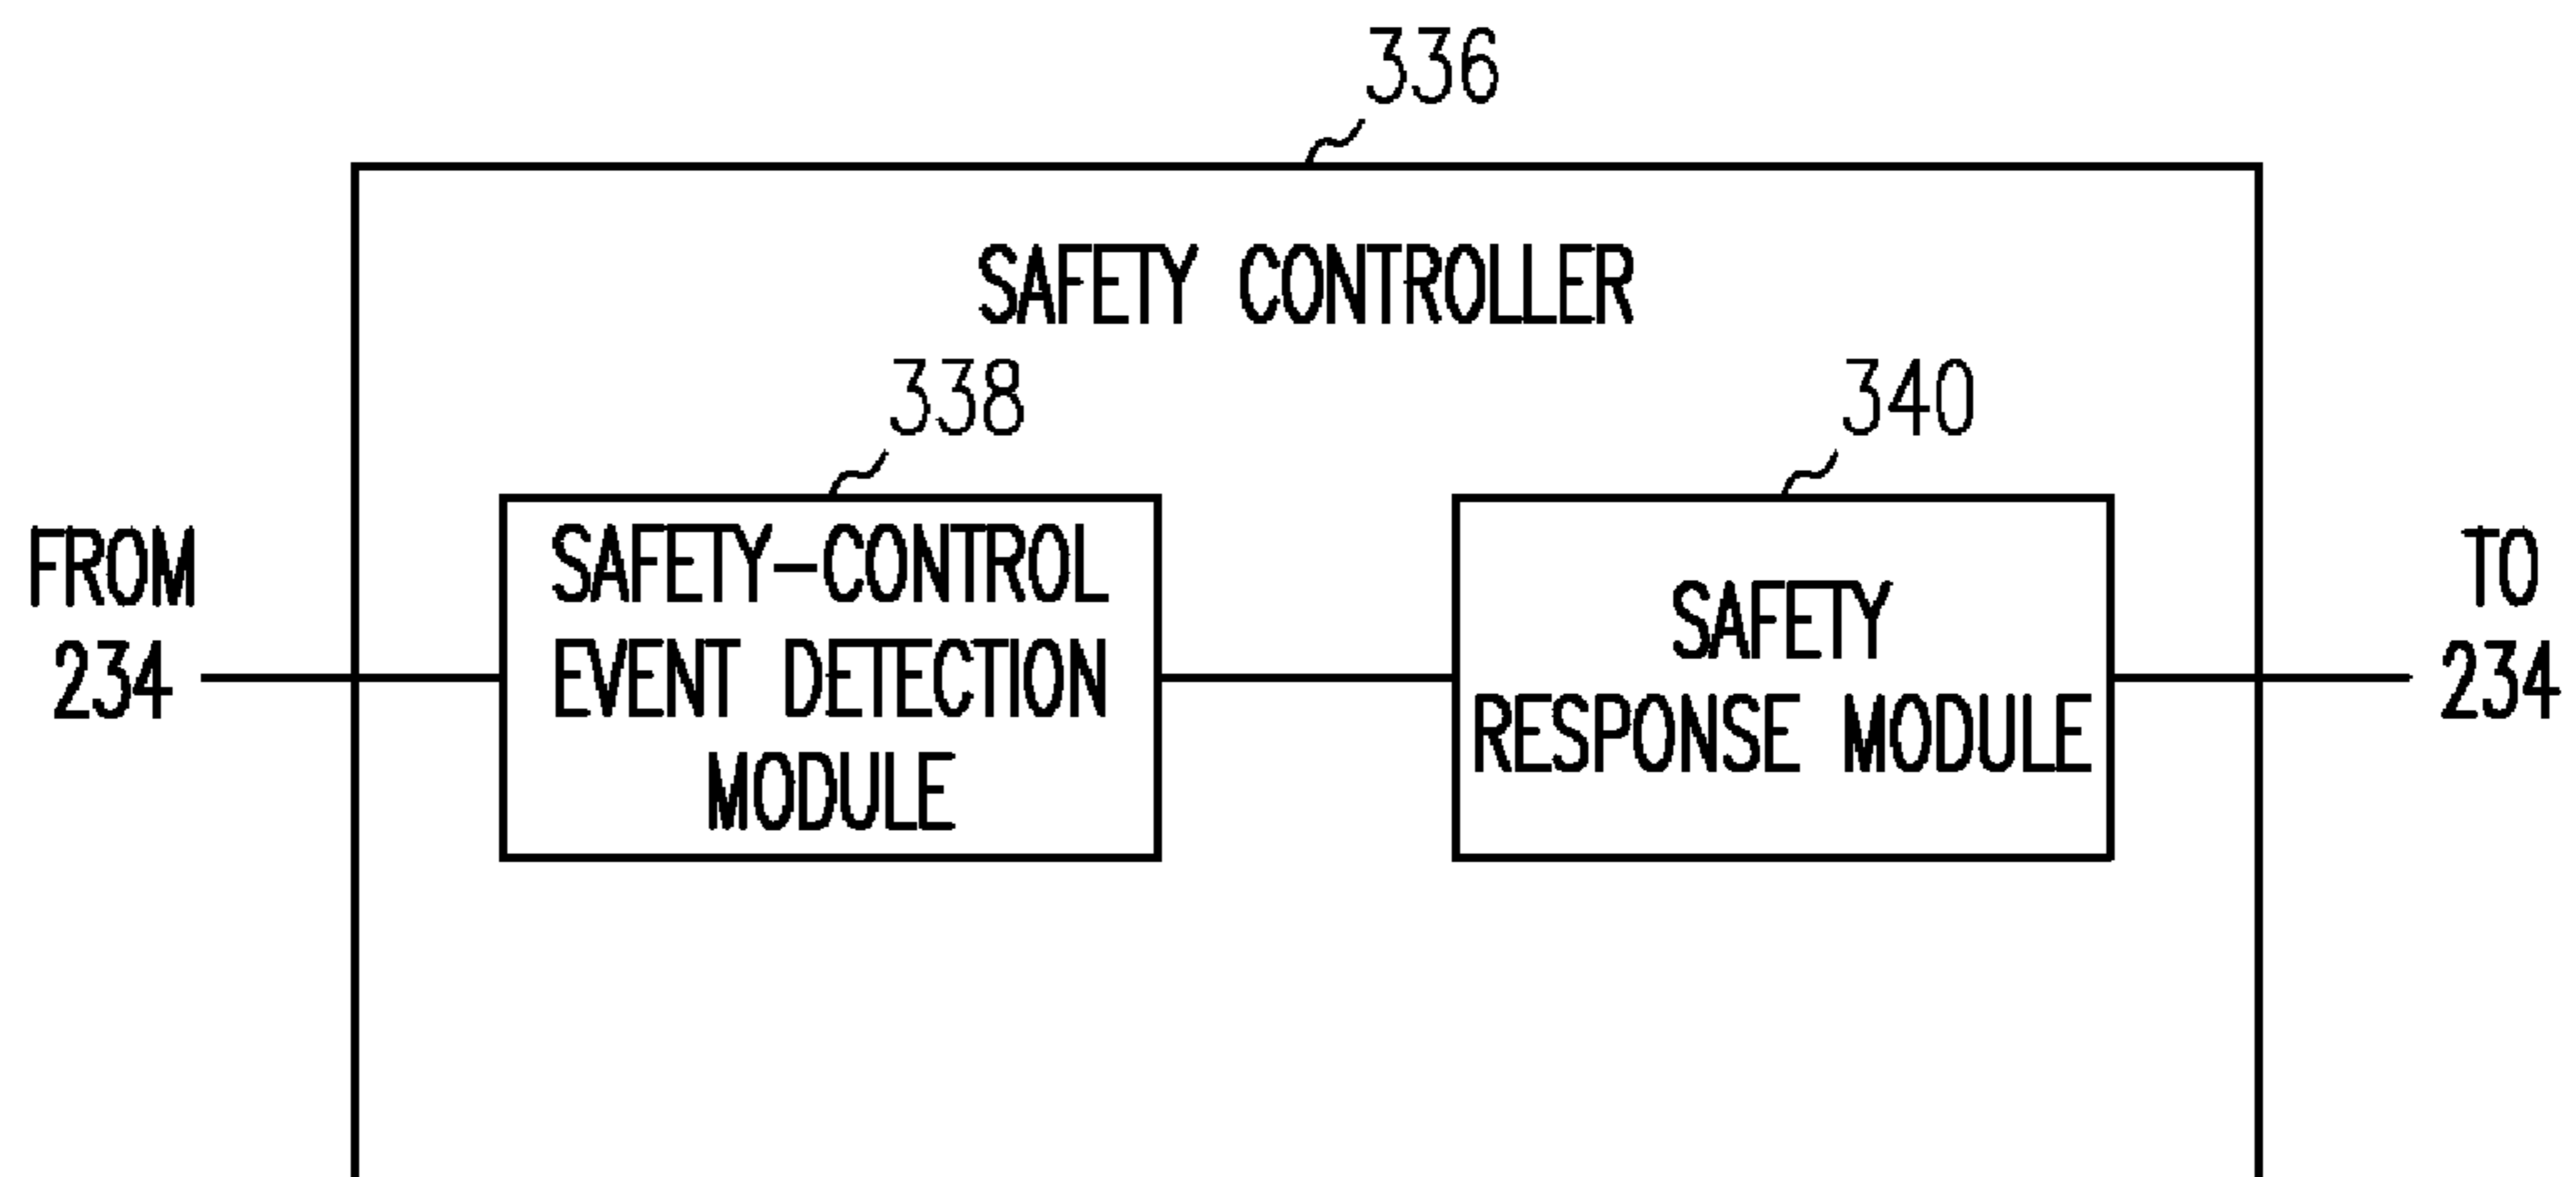 336
SAFETY CONTROLLER
338
340
FROM
234
SAFETY-CONTROL
EVENT DETECTION
MODULE
SAFETY
RESPONSE MODULE
TO
234